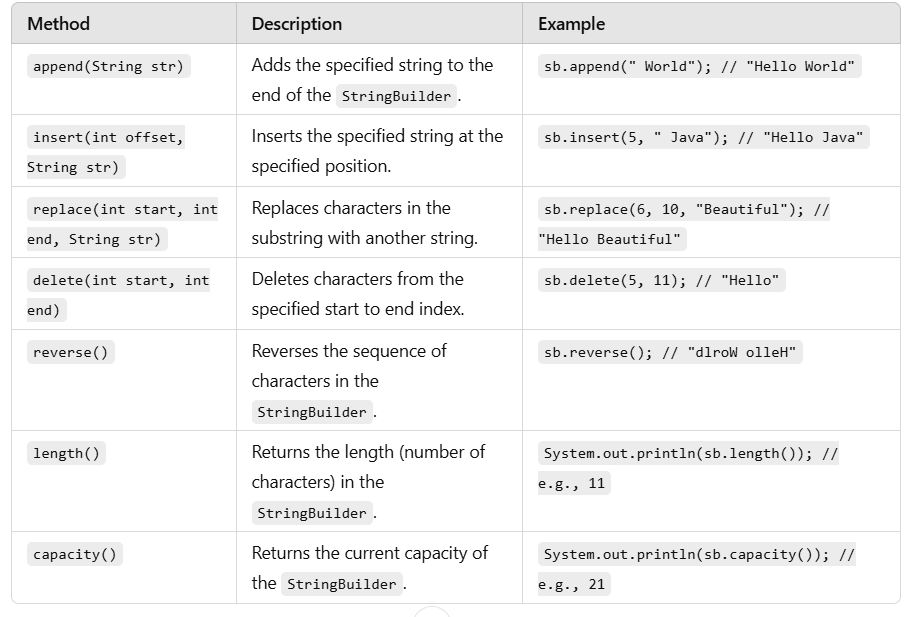 Method Description Example
append(String str) Adds the specified string to the sb.append(" World"); // "Hello World"
end of the StringBuilder.
insert(int offset, Inserts the specified string at the sb.insert(5, " Java"); // "Hello Java"
String str) specified position.
replace(int start, int Replaces characters in the sb.replace(6, 10, "Beautiful"); //
end, String str) substring with another string. "Hello Beautiful"
delete(int start, int Deletes characters from the sb.delete(5, 11); // "Hello"
end) specified start to end index.
reverse() Reverses the sequence of sb.reverse(); // "dlroW olleH"
characters in the
StringBuilder.
length() Returns the length (number of System.out.println(sb.length()); //
characters) in the e.g., 11
StringBuilder.
capacity() Returns the current capacity of System.out.println(sb.capacity()); //
the StringBuilder. e.g., 21